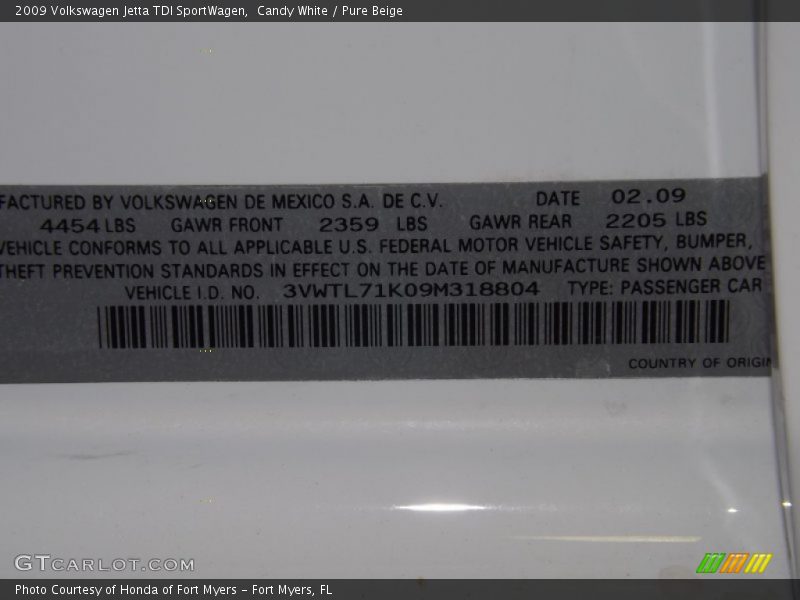 2009 Volkswagen Jetta TDI SportWagen,  Candy White / Pure Beige
FACTURED BY VOLKSWAGEN DE MEXICO S.A. DE C.V. DATE 02.09
4454 LBS GAWR FRONT 2359 LBS GAWR REAR 2205 LBS
VEHICLE CONFORMS TO ALL APPLICABLE U.S. FEDERAL MOTOR VEHICLE SAFETY, BUMPER,
THEFT PREVENTION STANDARDS IN EFFECT ON THE DATE OF MANUFACTURE SHOWN ABOVE
VEHICLE I.D. NO. 3VWTL71K09M318804 TYPE: PASSENGER CAR
COUNTRY OF ORIGIN
GTCARLOT.COM
Photo Courtesy of Honda of Fort Myers - Fort Myers, FL